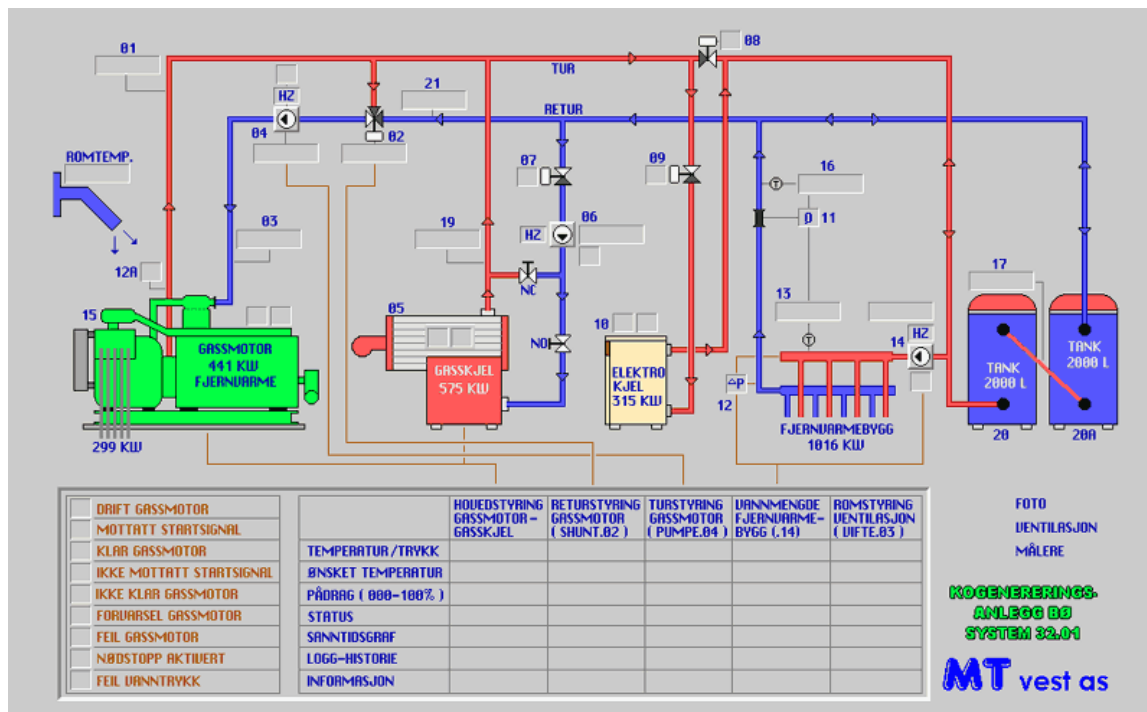 01
08
TUR
HZ
21
RETUR
04
02
ROMTEMP.
07
09
16
03
19
HZ
06
11
12A
NC
17
15
05
13
GASSMOTOR
441 KW
FJERNVARME
10
NO
14
HZ
GASSKJEL
575 KW
ELEKTRO
KJEL
315 KW
△P
12
TANK
2000 L
TANK
2000 L
299 KW
FJERNVARMEBYGG
1016 KW
20
20A
DRIFT GASSMOTOR
MOTTATT STARTSIGNAL
KLAR GASSMOTOR
IKKE MOTTATT STARTSIGNAL
IKKE KLAR GASSMOTOR
FORVARSEL GASSMOTOR
FEIL GASSMOTOR
NØDSTOPP AKTIVERT
FEIL VANNTRYKK
HOVEDSTYRING
GASSMOTOR-
GASSKJEL
RETURSTYRING
GASSMOTOR
( SHUNT.02 )
TURSTYRING
GASSMOTOR
( PUMPE.04 )
VANNMENGDE
FJERNVARME-
BYGG (.14)
ROMSTYRING
VENTILASJON
( VIFTE.03 )
TEMPERATUR/TRYKK
ØNSKET TEMPERATUR
PÅDRAG ( 000-100% )
STATUS
SANNTIDSGRAF
LOGG-HISTORIE
INFORMASJON
FOTO
VENTILASJON
MÅLERE
KOGENERERINGS-
ANLEGG BØ
SYSTEM 32.01
MT vest as